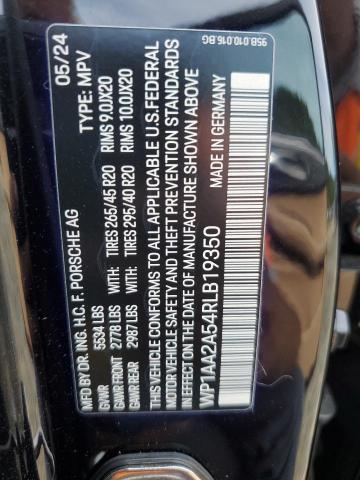 95B.010.016.BG
MFD BY: DR. ING. H.C. F. PORSCHE AG 05/24
GVWR 5534 LBS TYPE: MPV
GAWR FRONT 2778 LBS WITH TIRES 265/45 R20 RIMS 9.0JX20
GAWR REAR 2987 LBS WITH TIRES 295/40 R20 RIMS 10.0JX20
THIS VEHICLE CONFORMS TO ALL APPLICABLE U.S. FEDERAL
MOTOR VEHICLE SAFETY AND THEFT PREVENTION STANDARDS
IN EFFECT ON THE DATE OF MANUFACTURE SHOWN ABOVE
WP1AA2A54RLB19350 MADE IN GERMANY